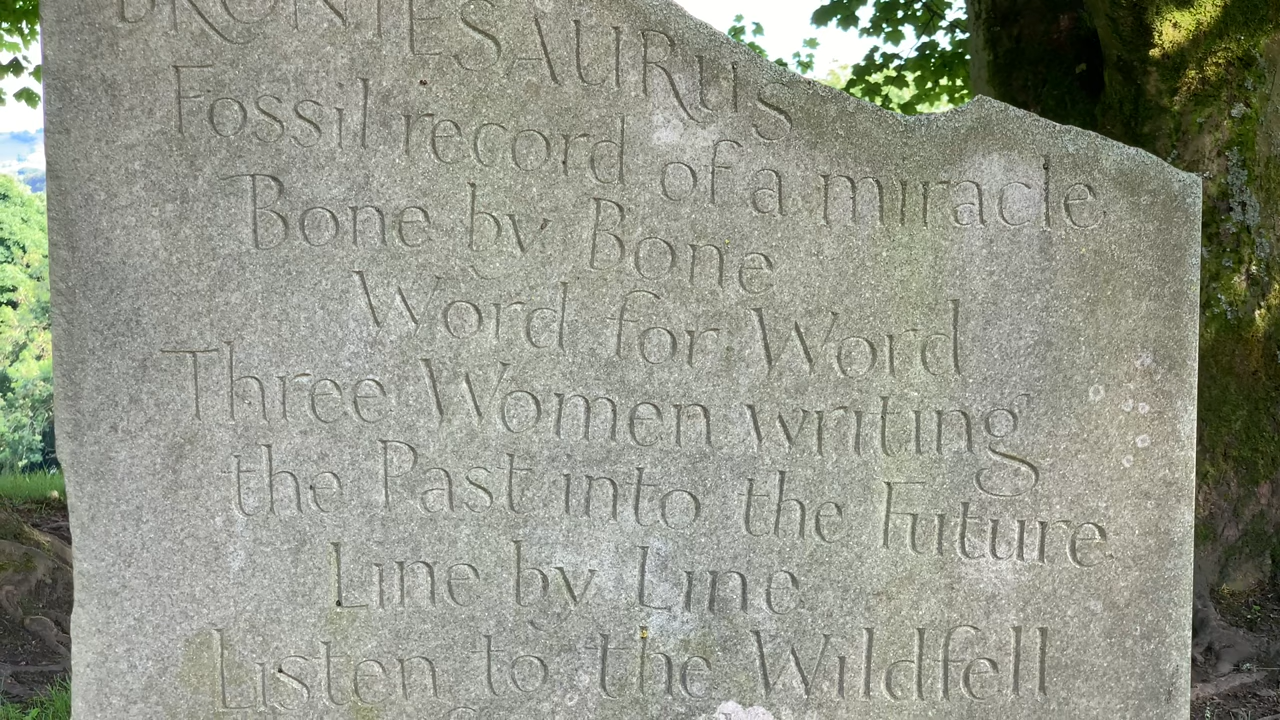 BRONTESAURUS
Fossil record of a miracle
Bone by Bone
Word for Word
Three Women writing
the Past into the Future
Line by Line
Listen to the Wildfell